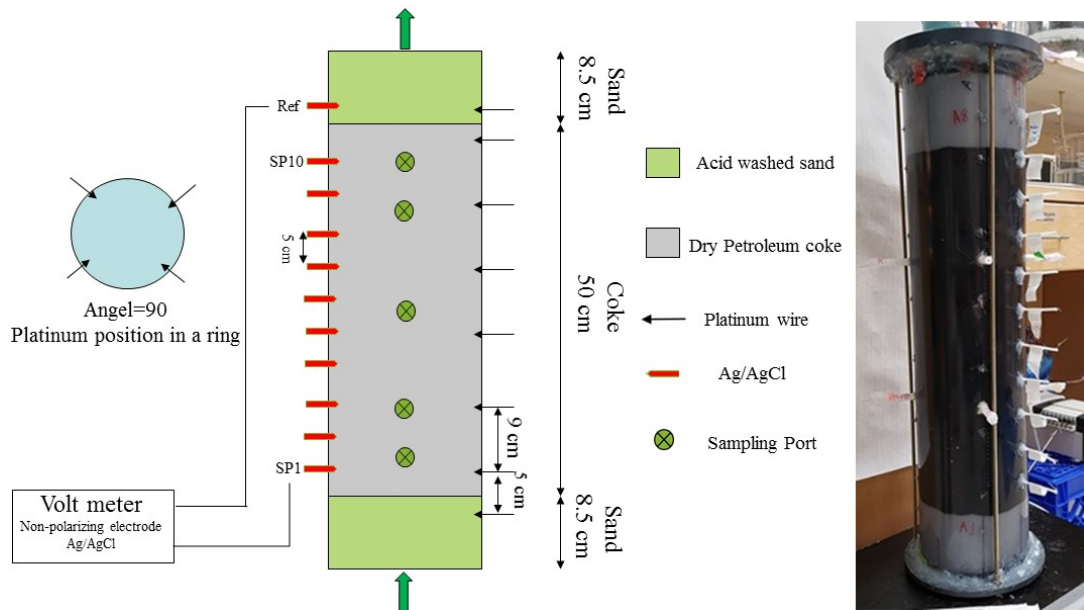 Ref
SP10
5 cm
SP1
Angel=90
Platinum position in a ring
Volt meter
Non-polarizing electrode
Ag/AgCl
Sand
8.5 cm
Coke
50 cm
9 cm
5 cm
Sand
8.5 cm
Acid washed sand
Dry Petroleum coke
Platinum wire
Ag/AgCl
Sampling Port
A8